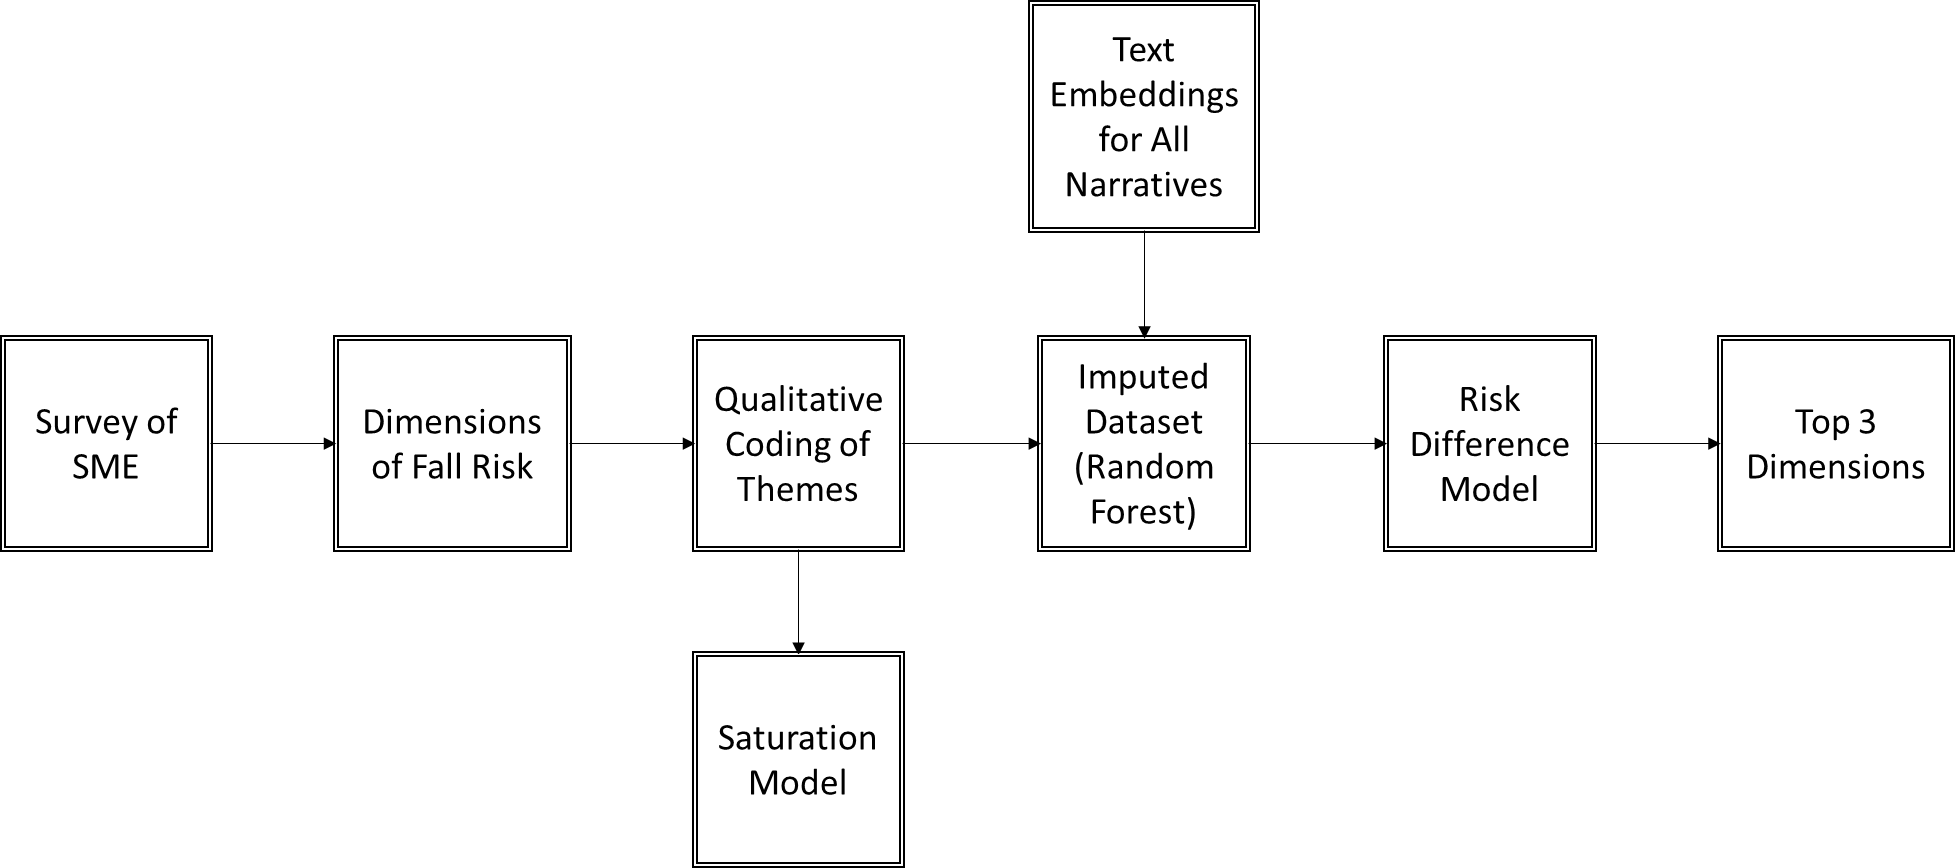 Text
Embeddings
for All
Narratives
Survey of
SME
Dimensions
of Fall Risk
Qualitative
Coding of
Themes
Imputed
Dataset
(Random
Forest)
Risk
Difference
Model
Top 3
Dimensions
Saturation
Model